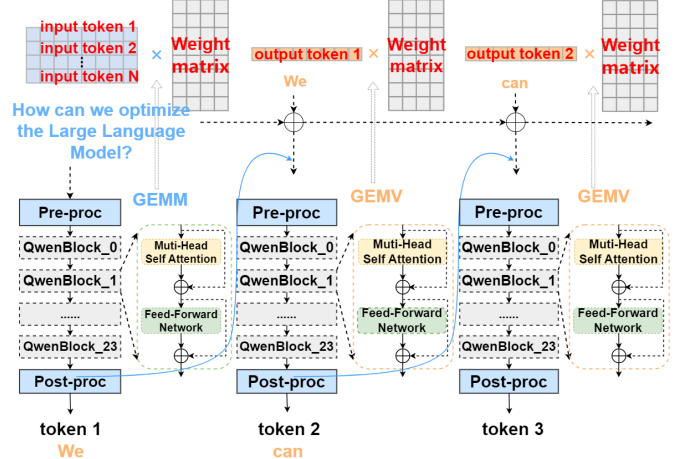 input token 1
input token 2
input token N
×
Weight
matrix
output token 1
×
Weight
matrix
output token 2
×
Weight
matrix
We
can
How can we optimize
the Large Language
Model?
GEMM
GEMV
GEMV
Pre-proc
QwenBlock_0
QwenBlock_1
......
QwenBlock_23
Post-proc
token 1
We
Muti-Head
Self Attention
Feed-Forward
Network
Pre-proc
QwenBlock_0
QwenBlock_1
......
QwenBlock_23
Post-proc
token 2
can
Muti-Head
Self Attention
Feed-Forward
Network
Pre-proc
QwenBlock_0
QwenBlock_1
......
QwenBlock_23
Post-proc
token 3
Muti-Head
Self Attention
Feed-Forward
Network